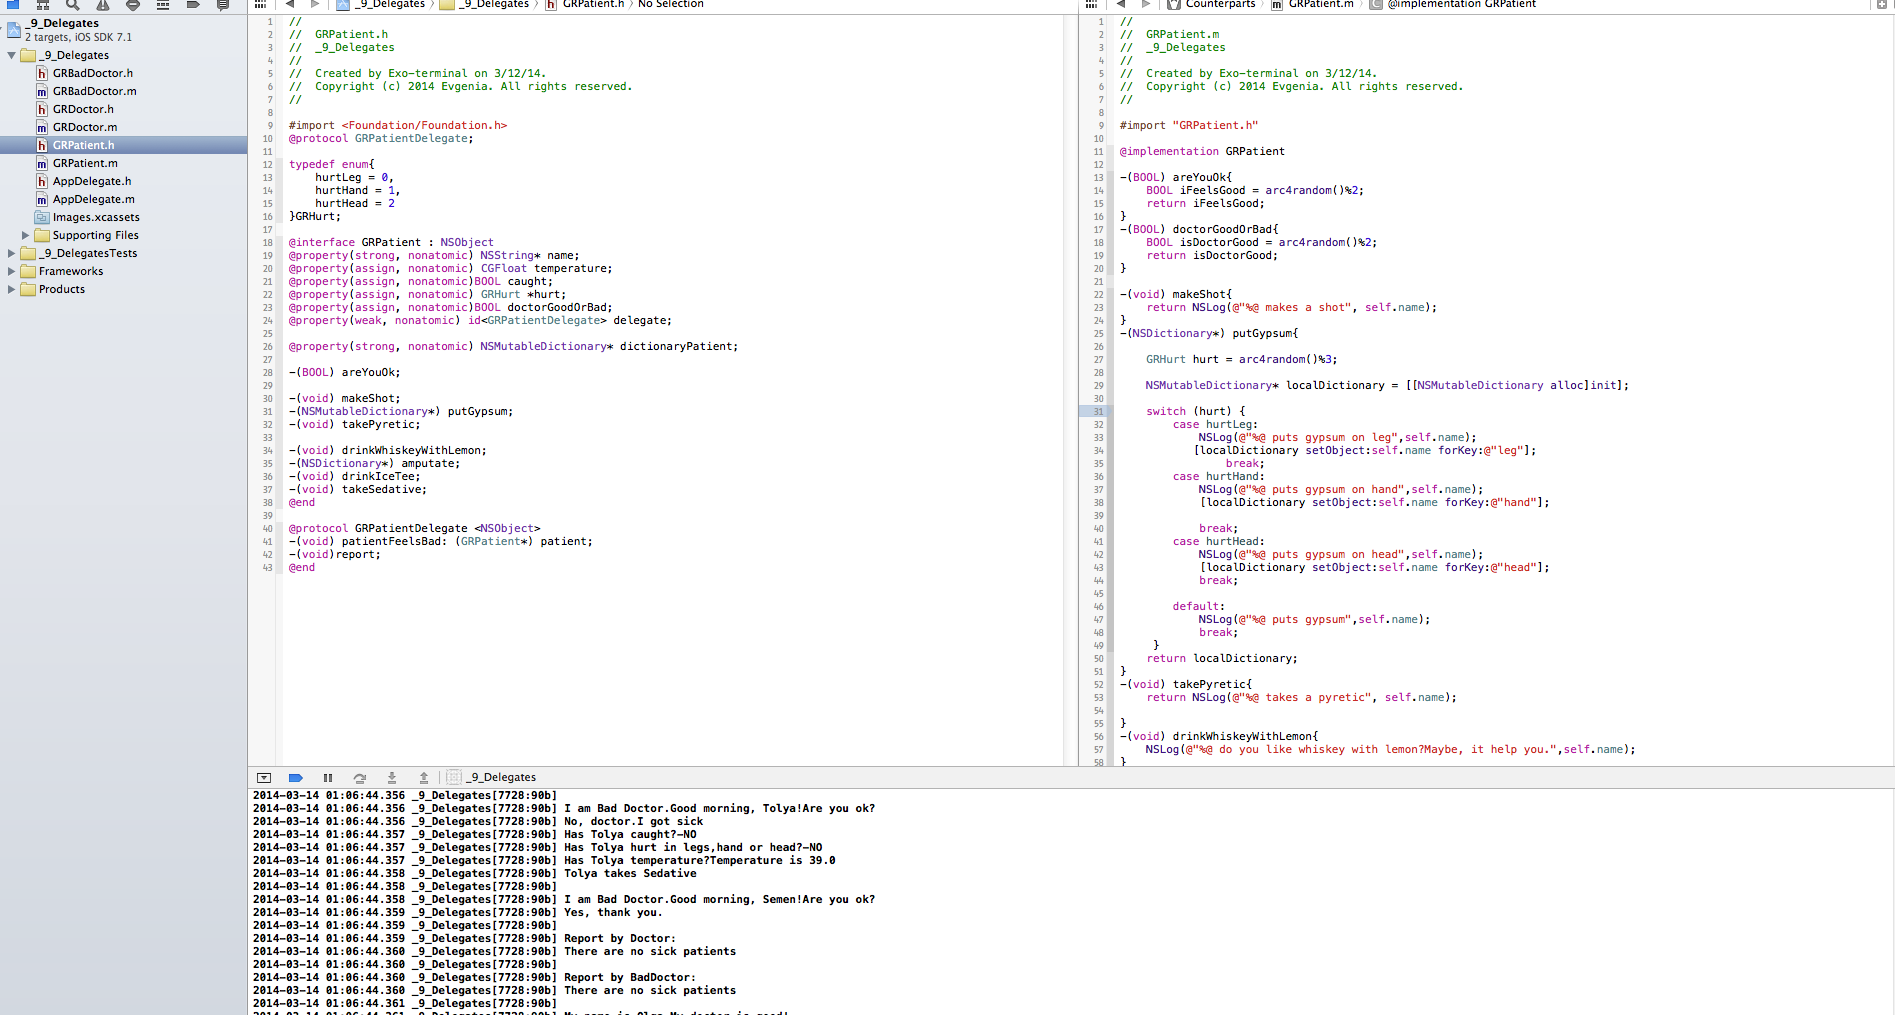 _9_Delegates
2 targets, iOS SDK 7.1
_9_Delegates
GRBadDoctor.h
GRBadDoctor.m
GRDoctor.h
GRDoctor.m
GRPatient.h
GRPatient.m
AppDelegate.h
AppDelegate.m
Images.xcassets
Supporting Files
_9_DelegatesTests
Frameworks
Products
_9_Delegates 〉 _9_Delegates 〉 GRPatient.h 〉 No Selection
1 //
2 //  GRPatient.h
3 //  _9_Delegates
4 //
5 //  Created by Exo-terminal on 3/12/14.
6 //  Copyright (c) 2014 Evgenia. All rights reserved.
7 //
8
9 #import <Foundation/Foundation.h>
10 @protocol GRPatientDelegate;
11
12 typedef enum{
13     hurtLeg = 0,
14     hurtHand = 1,
15     hurtHead = 2
16 }GRHurt;
17
18 @interface GRPatient : NSObject
19 @property(strong, nonatomic) NSString* name;
20 @property(assign, nonatomic) CGFloat temperature;
21 @property(assign, nonatomic)BOOL caught;
22 @property(assign, nonatomic) GRHurt *hurt;
23 @property(assign, nonatomic)BOOL doctorGoodOrBad;
24 @property(weak, nonatomic) id<GRPatientDelegate> delegate;
25
26 @property(strong, nonatomic) NSMutableDictionary* dictionaryPatient;
27
28 -(BOOL) areYouOk;
29
30 -(void) makeShot;
31 -(NSMutableDictionary*) putGypsum;
32 -(void) takePyretic;
33
34 -(void) drinkWhiskeyWithLemon;
35 -(NSDictionary*) amputate;
36 -(void) drinkIceTee;
37 -(void) takeSedative;
38 @end
39
40 @protocol GRPatientDelegate <NSObject>
41 -(void) patientFeelsBad: (GRPatient*) patient;
42 -(void)report;
43 @end
Counterparts 〉 GRPatient.m 〉 @implementation GRPatient
1 //
2 //  GRPatient.m
3 //  _9_Delegates
4 //
5 //  Created by Exo-terminal on 3/12/14.
6 //  Copyright (c) 2014 Evgenia. All rights reserved.
7 //
8
9 #import "GRPatient.h"
10
11 @implementation GRPatient
12
13 -(BOOL) areYouOk{
14     BOOL iFeelsGood = arc4random()%2;
15     return iFeelsGood;
16 }
17 -(BOOL) doctorGoodOrBad{
18     BOOL isDoctorGood = arc4random()%2;
19     return isDoctorGood;
20 }
21
22 -(void) makeShot{
23     return NSLog(@"%@ makes a shot", self.name);
24 }
25 -(NSDictionary*) putGypsum{
26
27     GRHurt hurt = arc4random()%3;
28
29     NSMutableDictionary* localDictionary = [[NSMutableDictionary alloc]init];
30
31     switch (hurt) {
32         case hurtLeg:
33             NSLog(@"%@ puts gypsum on leg",self.name);
34            [localDictionary setObject:self.name forKey:@"leg"];
35                 break;
36         case hurtHand:
37             NSLog(@"%@ puts gypsum on hand",self.name);
38             [localDictionary setObject:self.name forKey:@"hand"];
39
40             break;
41         case hurtHead:
42             NSLog(@"%@ puts gypsum on head",self.name);
43             [localDictionary setObject:self.name forKey:@"head"];
44             break;
45
46         default:
47             NSLog(@"%@ puts gypsum",self.name);
48             break;
49      }
50     return localDictionary;
51 }
52 -(void) takePyretic{
53     return NSLog(@"%@ takes a pyretic", self.name);
54
55 }
56 -(void) drinkWhiskeyWithLemon{
57     NSLog(@"%@ do you like whiskey with lemon?Maybe, it help you.",self.name);
58 }
_9_Delegates
2014-03-14 01:06:44.356 _9_Delegates[7728:90b]
2014-03-14 01:06:44.356 _9_Delegates[7728:90b] I am Bad Doctor.Good morning, Tolya!Are you ok?
2014-03-14 01:06:44.356 _9_Delegates[7728:90b] No, doctor.I got sick
2014-03-14 01:06:44.357 _9_Delegates[7728:90b] Has Tolya caught?-NO
2014-03-14 01:06:44.357 _9_Delegates[7728:90b] Has Tolya hurt in legs,hand or head?-NO
2014-03-14 01:06:44.357 _9_Delegates[7728:90b] Has Tolya temperature?Temperature is 39.0
2014-03-14 01:06:44.358 _9_Delegates[7728:90b] Tolya takes Sedative
2014-03-14 01:06:44.358 _9_Delegates[7728:90b]
2014-03-14 01:06:44.358 _9_Delegates[7728:90b] I am Bad Doctor.Good morning, Semen!Are you ok?
2014-03-14 01:06:44.359 _9_Delegates[7728:90b] Yes, thank you.
2014-03-14 01:06:44.359 _9_Delegates[7728:90b]
2014-03-14 01:06:44.359 _9_Delegates[7728:90b] Report by Doctor:
2014-03-14 01:06:44.360 _9_Delegates[7728:90b] There are no sick patients
2014-03-14 01:06:44.360 _9_Delegates[7728:90b]
2014-03-14 01:06:44.360 _9_Delegates[7728:90b] Report by BadDoctor:
2014-03-14 01:06:44.360 _9_Delegates[7728:90b] There are no sick patients
2014-03-14 01:06:44.361 _9_Delegates[7728:90b]
2014-03-14 01:06:44.361 _9_Delegates[7728:90b] My name is Olga.My doctor is good!